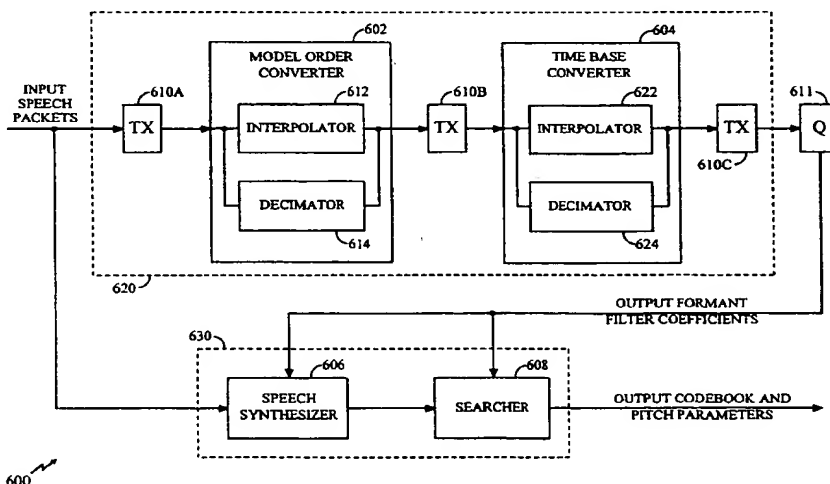 602
604
MODEL ORDER
CONVERTER
TIME BASE
CONVERTER
INPUT
SPEECH
PACKETS
610A
612
610B
622
611
TX
INTERPOLATOR
TX
INTERPOLATOR
TX
Q
610C
DECIMATOR
DECIMATOR
614
624
620
OUTPUT FORMANT
FILTER COEFFICIENTS
630
606
608
SPEECH
SYNTHESIZER
SEARCHER
OUTPUT CODEBOOK AND
PITCH PARAMETERS
600